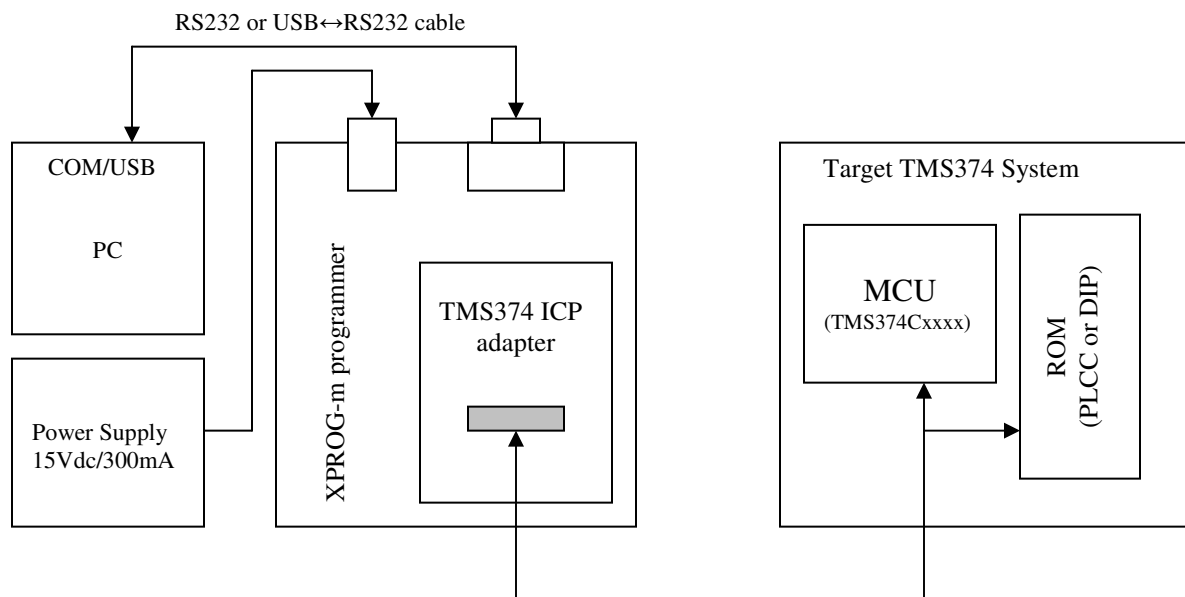 RS232 or USB↔RS232 cable
COM/USB
PC
Power Supply
15Vdc/300mA
XPROG-m programmer
TMS374 ICP
adapter
Target TMS374 System
MCU
(TMS374Cxxxx)
ROM
(PLCC or DIP)